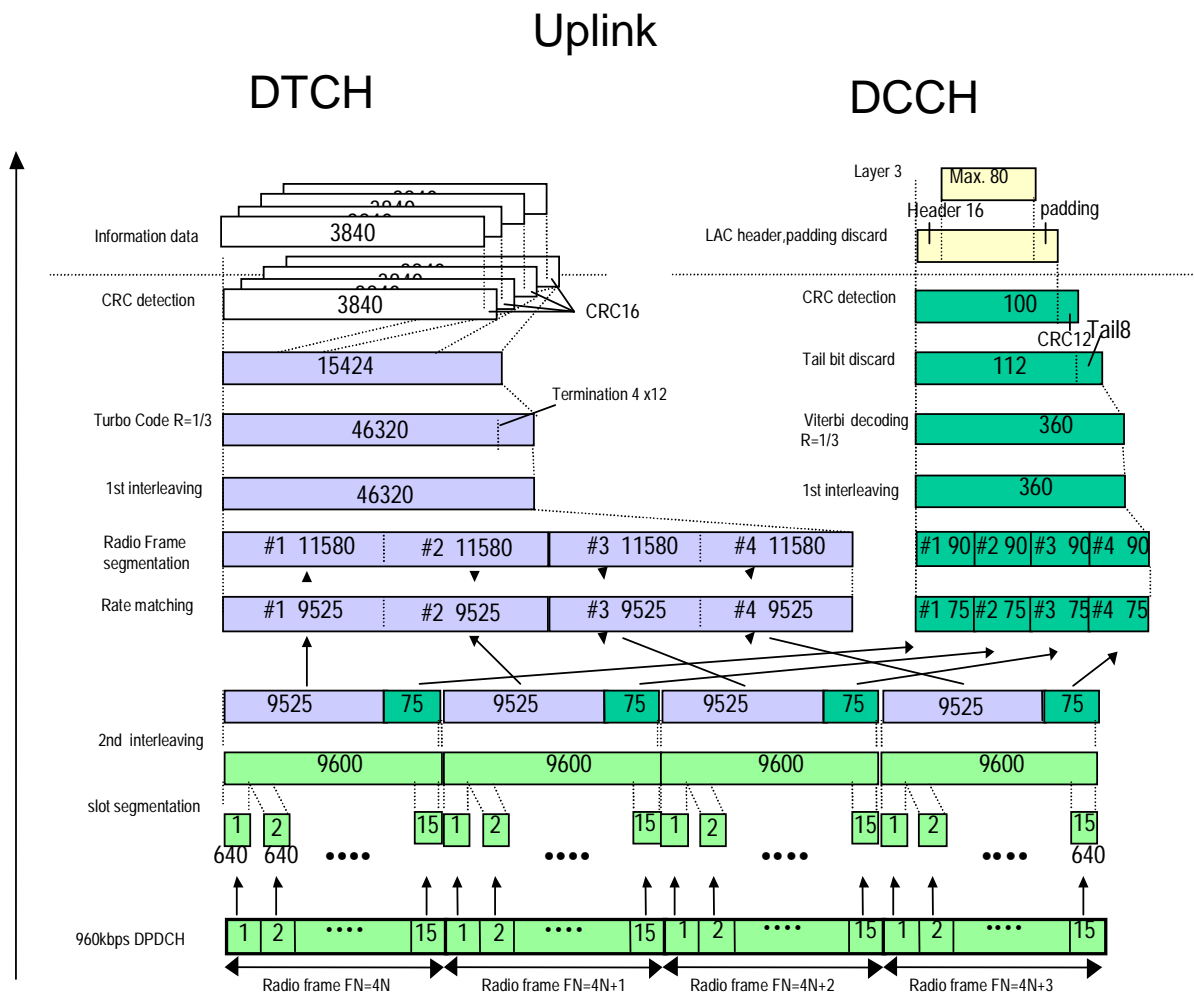 Uplink
DTCH
DCCH
Layer 3
Max. 80
Header 16
padding
Information data
3840
3840
3840
3840
LAC header,padding discard
CRC detection
3840
3840
3840
3840
CRC16
CRC detection
100
CRC12
Tail8
15424
Tail bit discard
112
Termination 4 x12
Turbo Code R=1/3
46320
Viterbi decoding
R=1/3
360
1st interleaving
46320
1st interleaving
360
Radio Frame
segmentation
#1 11580 #2 11580 #3 11580 #4 11580
#1 90 #2 90 #3 90 #4 90
Rate matching
#1 9525 #2 9525 #3 9525 #4 9525
#1 75 #2 75 #3 75 #4 75
9525 75 9525 75 9525 75 9525 75
2nd interleaving
9600 9600 9600 9600
slot segmentation
1 2 15 1 2 15 1 2 15 1 2 15
640 640 •••• •••• •••• •••• 640
960kbps DPDCH
1 2 •••• 15 1 2 •••• 15 1 2 •••• 15 1 2 •••• 15
Radio frame FN=4N Radio frame FN=4N+1 Radio frame FN=4N+2 Radio frame FN=4N+3